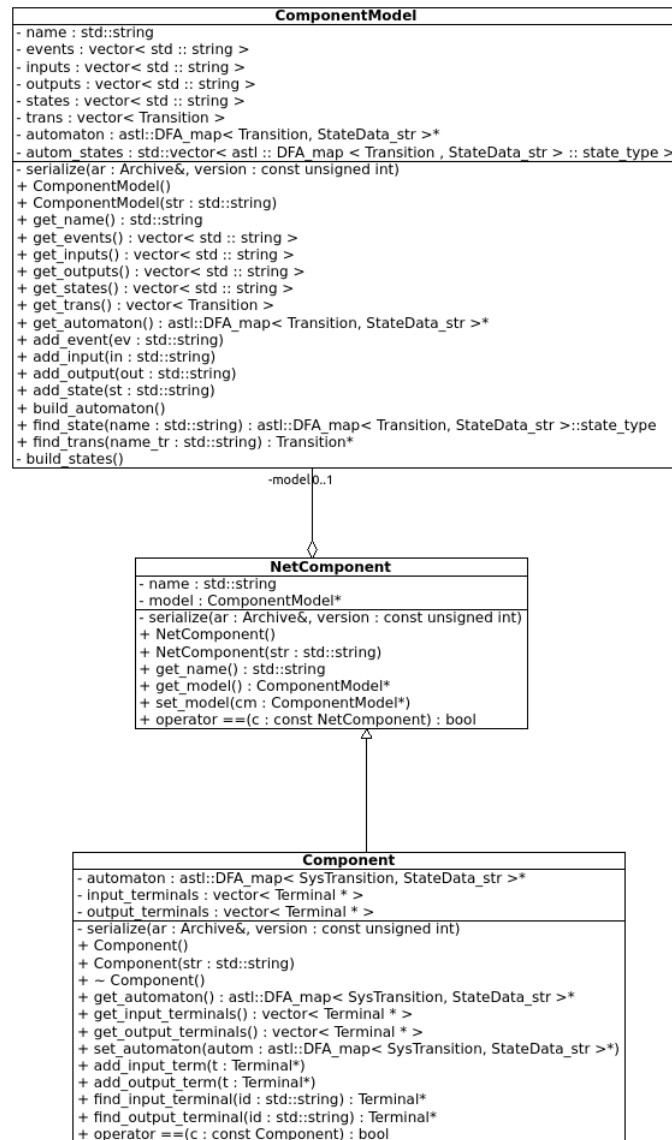 ComponentModel
- name : std::string
- events : vector< std :: string >
- inputs : vector< std :: string >
- outputs : vector< std :: string >
- states : vector< std :: string >
- trans : vector< Transition >
- automaton : astl::DFA_map< Transition, StateData_str >*
- autom_states : std::vector< astl :: DFA_map < Transition , StateData_str > :: state_type >
- serialize(ar : Archive&, version : const unsigned int)
+ ComponentModel()
+ ComponentModel(str : std::string)
+ get_name() : std::string
+ get_events() : vector< std :: string >
+ get_inputs() : vector< std :: string >
+ get_outputs() : vector< std :: string >
+ get_states() : vector< std :: string >
+ get_trans() : vector< Transition >
+ get_automaton() : astl::DFA_map< Transition, StateData_str >*
+ add_event(ev : std::string)
+ add_input(in : std::string)
+ add_output(out : std::string)
+ add_state(st : std::string)
+ build_automaton()
+ find_state(name : std::string) : astl::DFA_map< Transition, StateData_str >::state_type
+ find_trans(name_tr : std::string) : Transition*
- build_states()
-model 0..1
NetComponent
- name : std::string
- model : ComponentModel*
- serialize(ar : Archive&, version : const unsigned int)
+ NetComponent()
+ NetComponent(str : std::string)
+ get_name() : std::string
+ get_model() : ComponentModel*
+ set_model(cm : ComponentModel*)
+ operator ==(c : const NetComponent) : bool
Component
- automaton : astl::DFA_map< SysTransition, StateData_str >*
- input_terminals : vector< Terminal * >
- output_terminals : vector< Terminal * >
- serialize(ar : Archive&, version : const unsigned int)
+ Component()
+ Component(str : std::string)
+ ~ Component()
+ get_automaton() : astl::DFA_map< SysTransition, StateData_str >*
+ get_input_terminals() : vector< Terminal * >
+ get_output_terminals() : vector< Terminal * >
+ set_automaton(autom : astl::DFA_map< SysTransition, StateData_str >*)
+ add_input_term(t : Terminal*)
+ add_output_term(t : Terminal*)
+ find_input_terminal(id : std::string) : Terminal*
+ find_output_terminal(id : std::string) : Terminal*
+ operator ==(c : const Component) : bool